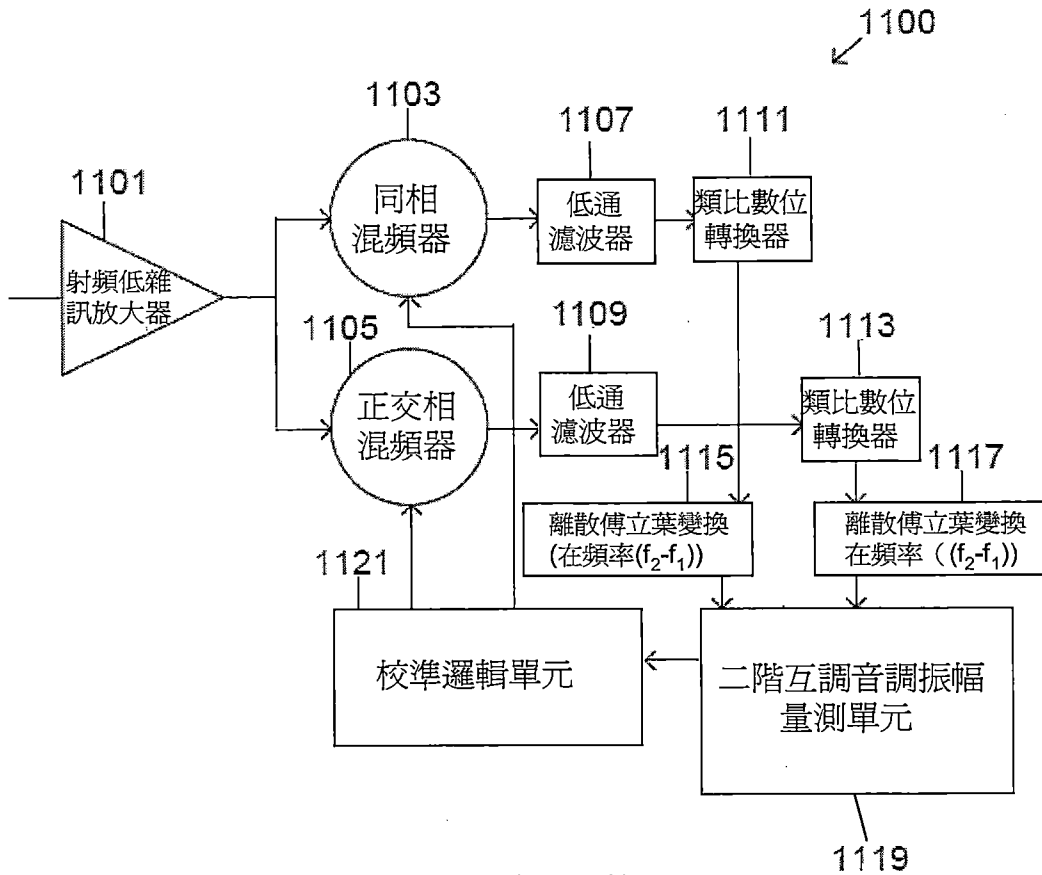 1100
1103
1107
1111
1101
同相
混頻器
低通
濾波器
類比數位
轉換器
射頻低雜
訊放大器
1105
1109
1113
正交相
混頻器
低通
濾波器
類比數位
轉換器
1115
1117
離散傅立葉變換
(在頻率(f₂-f₁))
離散傅立葉變換
在頻率（(f₂-f₁))
1121
校準邏輯單元
二階互調音調振幅
量測單元
1119